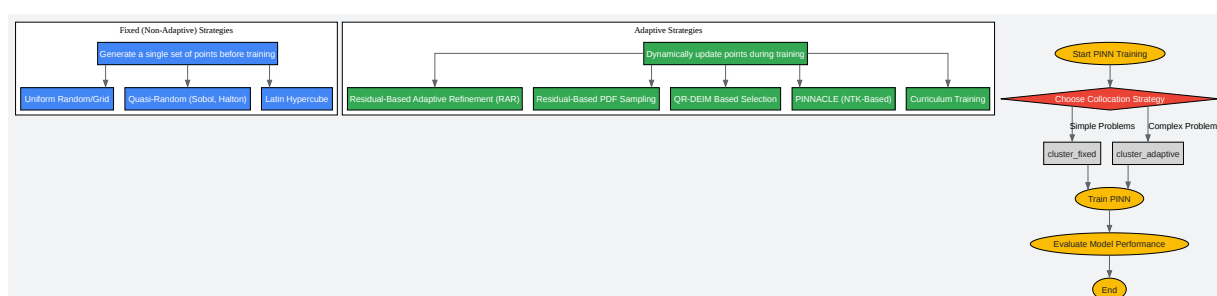 Fixed (Non-Adaptive) Strategies
Generate a single set of points before training
Uniform Random/Grid
Quasi-Random (Sobol, Halton)
Latin Hypercube
Adaptive Strategies
Dynamically update points during training
Residual-Based Adaptive Refinement (RAR)
Residual-Based PDF Sampling
QR-DEIM Based Selection
PINNACLE (NTK-Based)
Curriculum Training
Start PINN Training
Choose Collocation Strategy
Simple Problems
Complex Problem
cluster_fixed
cluster_adaptive
Train PINN
Evaluate Model Performance
End